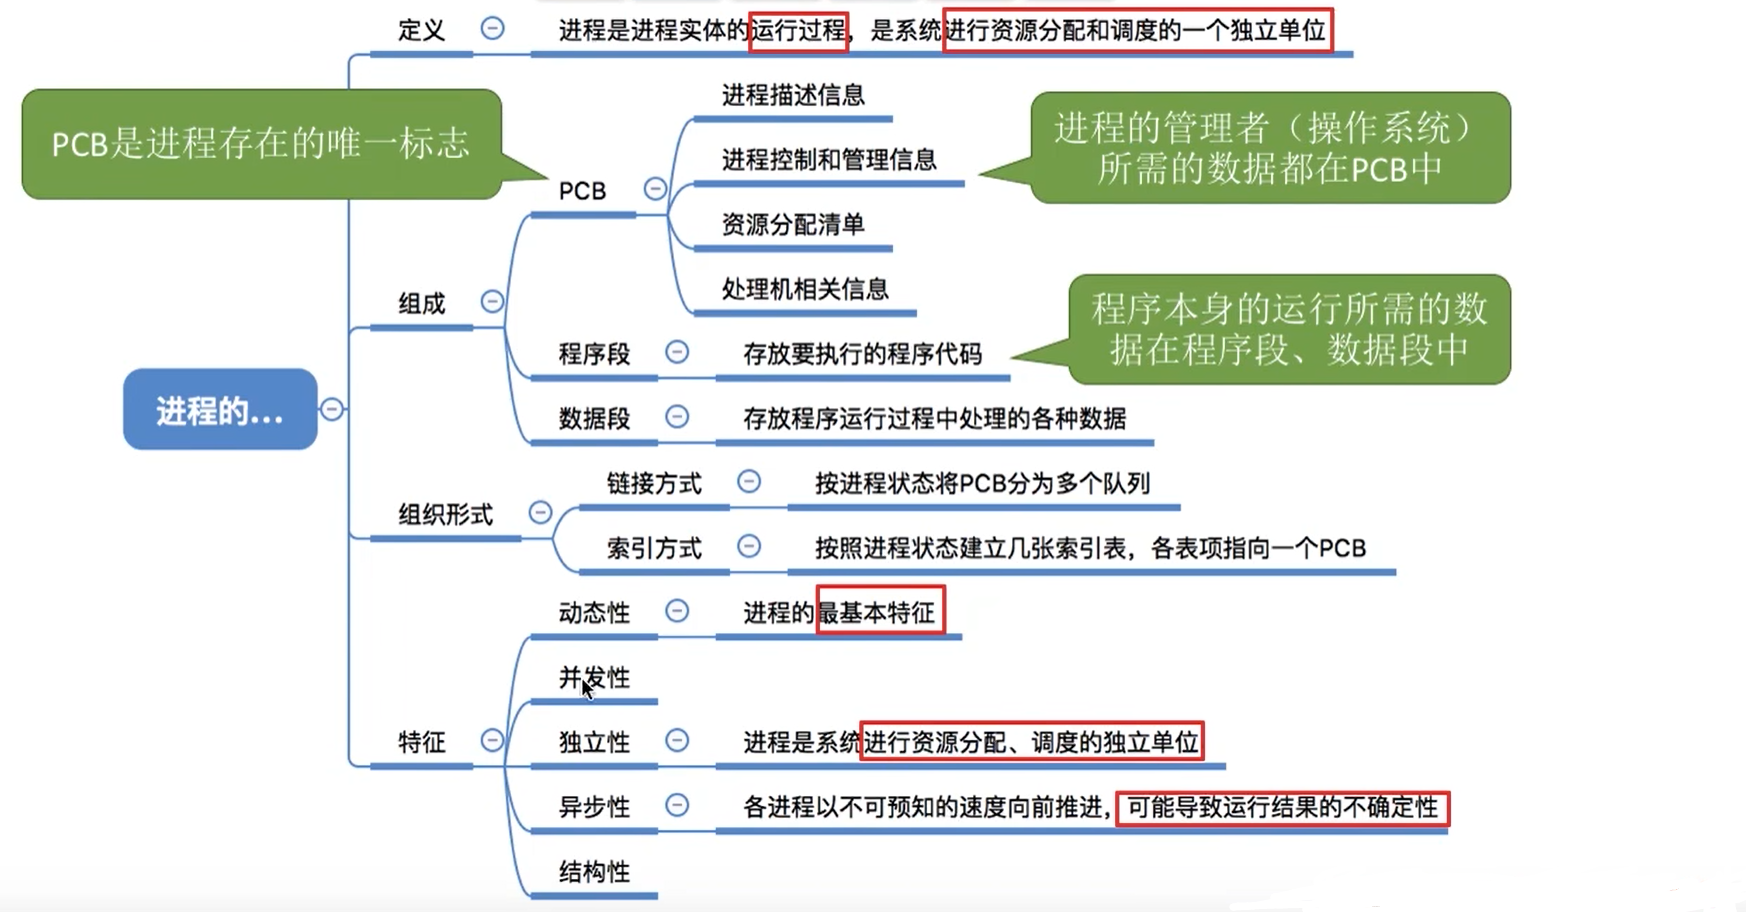 定义
进程是进程实体的运行过程，是系统进行资源分配和调度的一个独立单位
PCB是进程存在的唯一标志
进程描述信息
进程的管理者（操作系统）
所需的数据都在PCB中
进程控制和管理信息
PCB
资源分配清单
处理机相关信息
组成
程序本身的运行所需的数
据在程序段、数据段中
程序段
存放要执行的程序代码
进程的...
数据段
存放程序运行过程中处理的各种数据
链接方式
按进程状态将PCB分为多个队列
组织形式
索引方式
按照进程状态建立几张索引表，各表项指向一个PCB
动态性
进程的最基本特征
并发性
特征
独立性
进程是系统进行资源分配、调度的独立单位
异步性
各进程以不可预知的速度向前推进，可能导致运行结果的不确定性
结构性